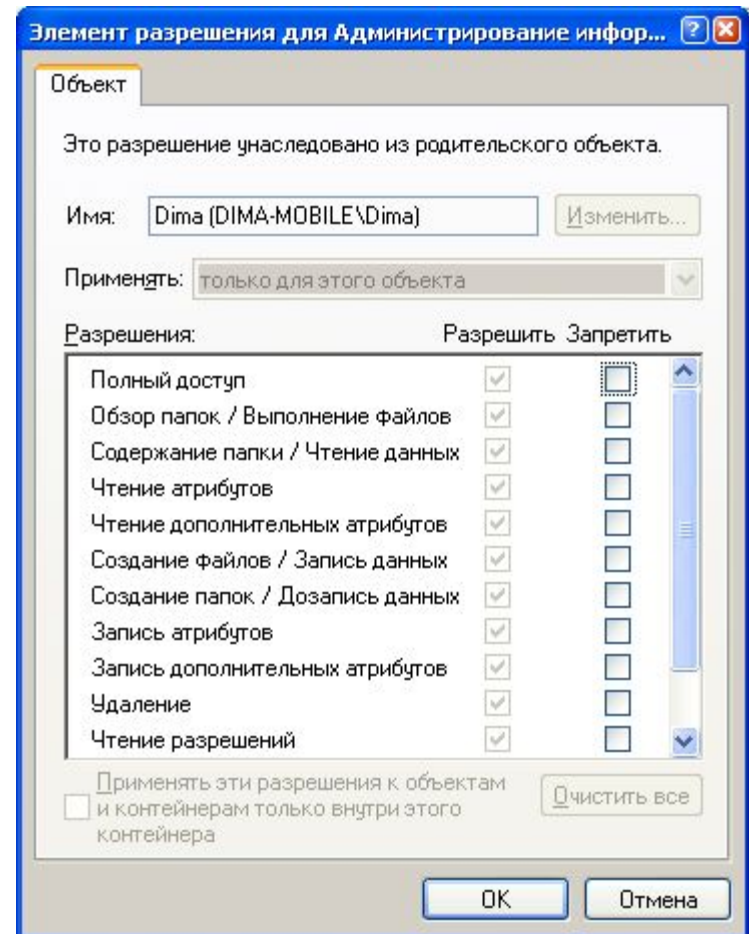 Элемент разрешения для Администрирование инфор...
Объект
Это разрешение унаследовано из родительского объекта.
Имя: Dima (DIMA-MOBILE\Dima) Изменить...
Применять: только для этого объекта
Разрешения: Разрешить Запретить
Полный доступ
Обзор папок / Выполнение файлов
Содержание папки / Чтение данных
Чтение атрибутов
Чтение дополнительных атрибутов
Создание файлов / Запись данных
Создание папок / Дозапись данных
Запись атрибутов
Запись дополнительных атрибутов
Удаление
Чтение разрешений
Применять эти разрешения к объектам
и контейнерам только внутри этого
контейнера
Очистить все
OK Отмена